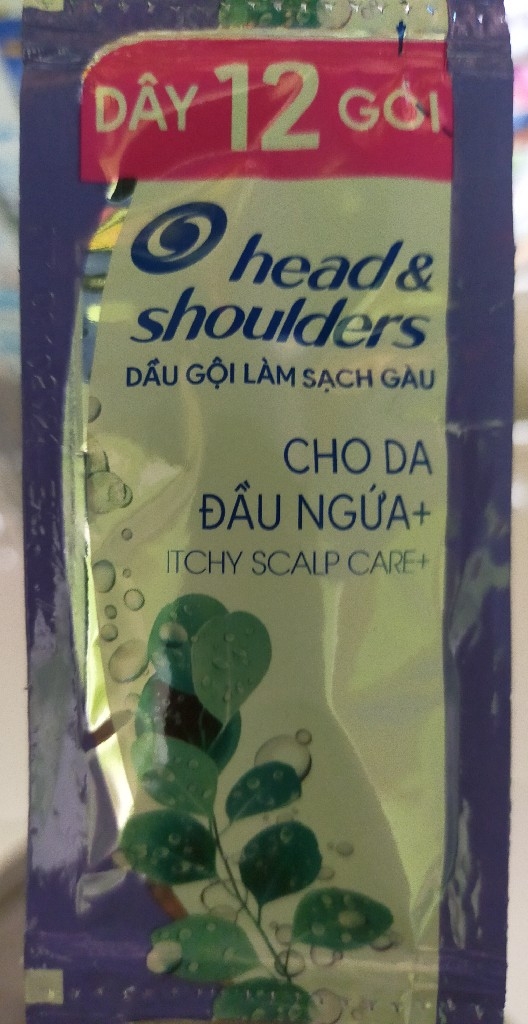 DÂY 12 GÓI
head &
shoulders
DẦU GỘI LÀM SẠCH GÀU
CHO DA
ĐẦU NGỨA+
ITCHY SCALP CARE+